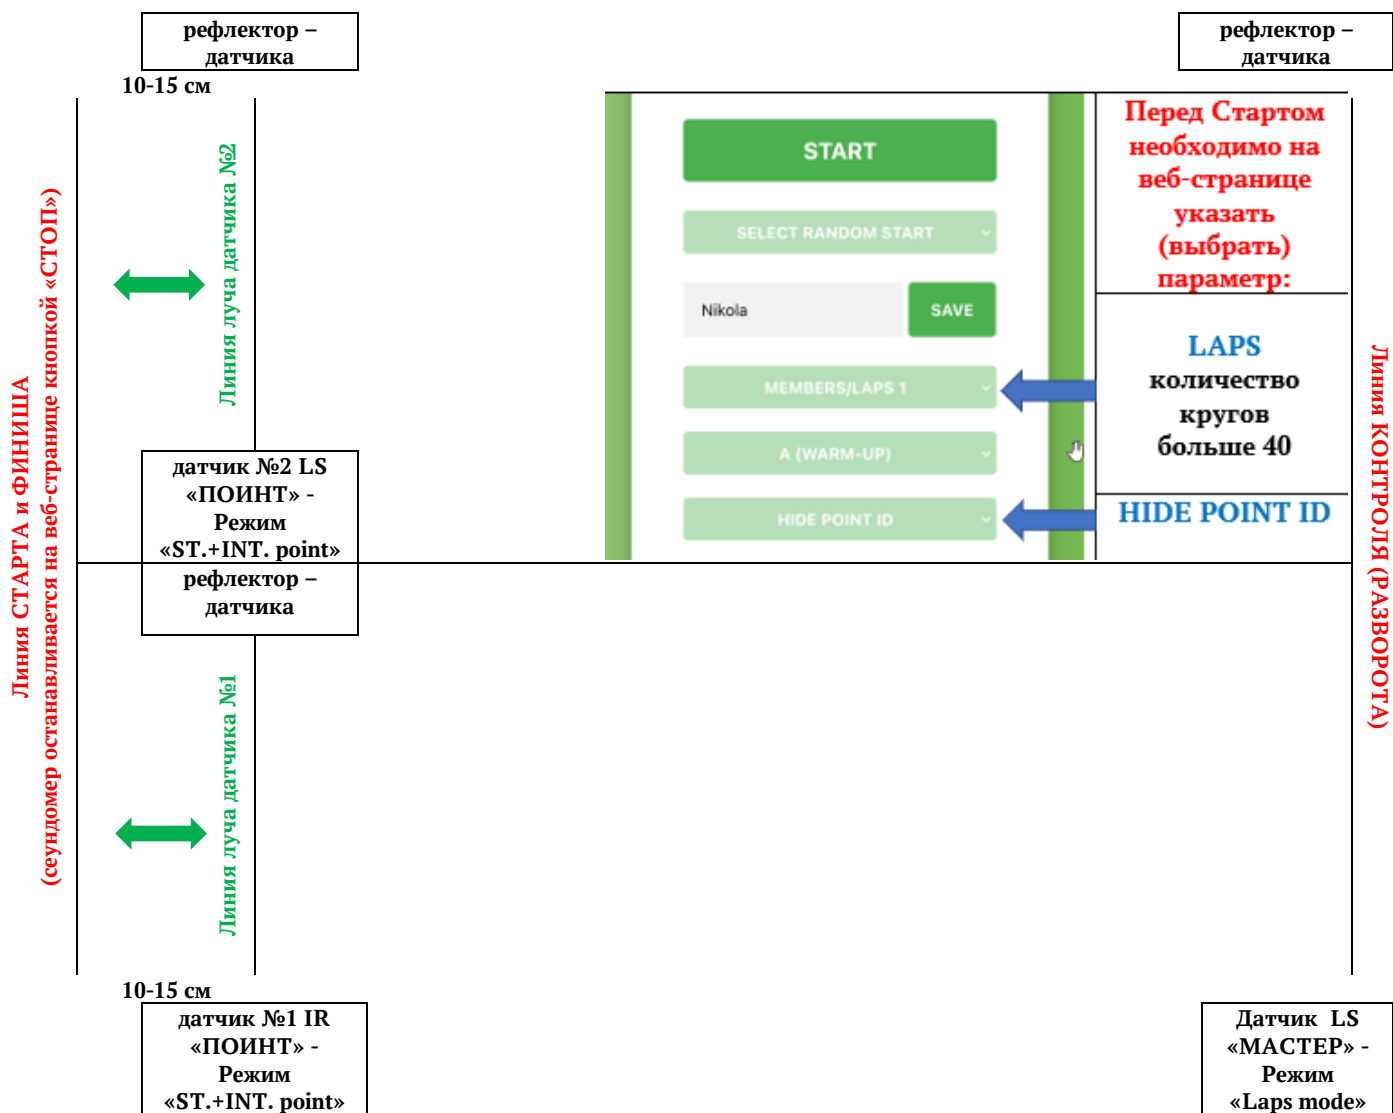 рефлектор –
датчика
рефлектор –
датчика
10-15 см
Линия СТАРТА и ФИНИША
(сеундомер останавливается на веб-странице кнопкой «СТОП»)
Линия луча датчика №2
START
SELECT RANDOM START
Nikola
SAVE
MEMBERS/LAPS 1
A (WARM-UP)
HIDE POINT ID
Перед Стартом
необходимо на
веб-странице
указать
(выбрать)
параметр:
LAPS
количество
кругов
больше 40
HIDE POINT ID
Линия КОНТРОЛЯ (РАЗВОРОТА)
датчик №2 LS
«ПОИНТ» -
Режим
«ST.+INT. point»
рефлектор –
датчика
Линия луча датчика №1
10-15 см
датчик №1 IR
«ПОИНТ» -
Режим
«ST.+INT. point»
Датчик LS
«МАСТЕР» -
Режим
«Laps mode»